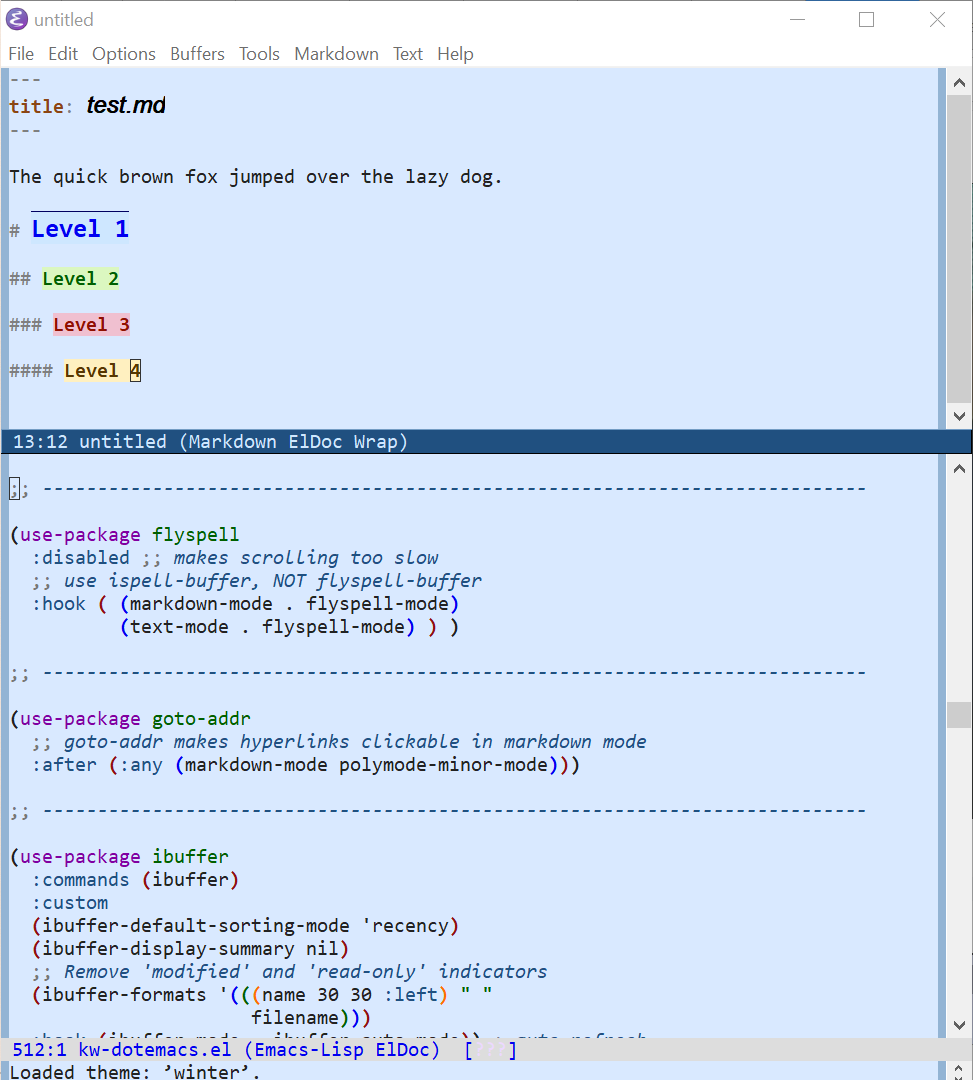 untitled
File Edit Options Buffers Tools Markdown Text Help
---
title: test.md
---
The quick brown fox jumped over the lazy dog.
# Level 1
## Level 2
### Level 3
#### Level 4
13:12 untitled (Markdown ElDoc Wrap)
;; ---------------------------------------------------------------------------
(use-package flyspell
  :disabled ;; makes scrolling too slow
  ;; use ispell-buffer, NOT flyspell-buffer
  :hook ( (markdown-mode . flyspell-mode)
          (text-mode . flyspell-mode) ) )
;; ---------------------------------------------------------------------------
(use-package goto-addr
  ;; goto-addr makes hyperlinks clickable in markdown mode
  :after (:any (markdown-mode polymode-minor-mode)))
;; ---------------------------------------------------------------------------
(use-package ibuffer
  :commands (ibuffer)
  :custom
  (ibuffer-default-sorting-mode 'recency)
  (ibuffer-display-summary nil)
  ;; Remove 'modified' and 'read-only' indicators
  (ibuffer-formats '(((name 30 30 :left) " "
                      filename)))
512:1 kw-dotemacs.el (Emacs-Lisp ElDoc) [???]
Loaded theme: ’winter’.